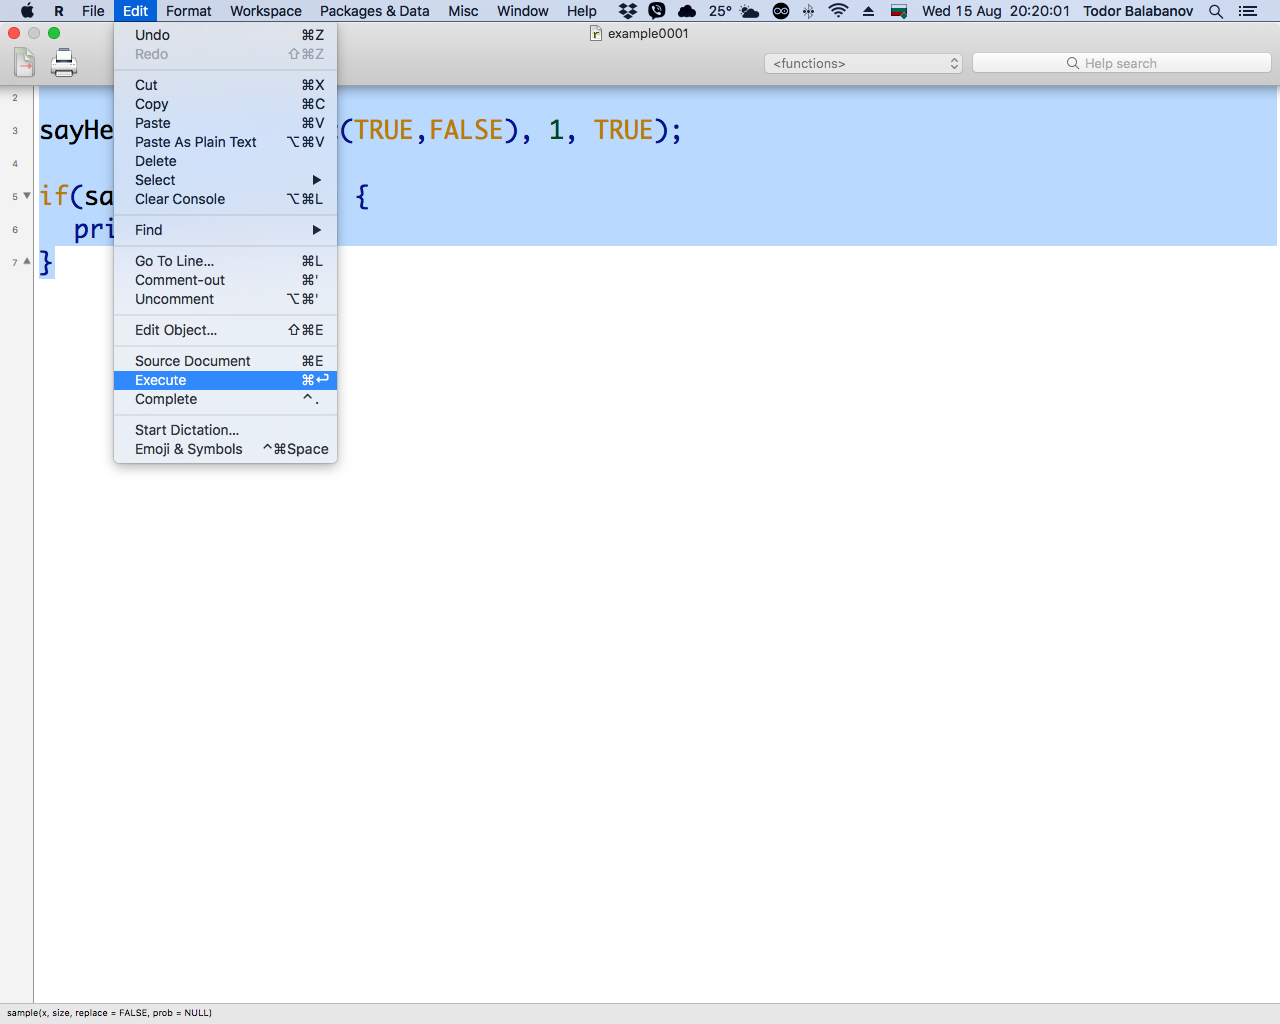 R File Edit Format Workspace Packages & Data Misc Window Help 25° Wed 15 Aug 20:20:01 Todor Balabanov
example0001
<functions>
Help search
Undo ⌘Z
Redo ⇧⌘Z
Cut ⌘X
Copy ⌘C
Paste ⌘V
Paste As Plain Text ⌥⌘V
Delete
Select ▶
Clear Console ⌥⌘L
Find ▶
Go To Line... ⌘L
Comment-out ⌘'
Uncomment ⌥⌘'
Edit Object... ⇧⌘E
Source Document ⌘E
Execute ⌘↩
Complete ^.
Start Dictation...
Emoji & Symbols ^⌘Space
2
3 sayHe (TRUE,FALSE), 1, TRUE);
4
5 if(sa {
6 pri
7 }
sample(x, size, replace = FALSE, prob = NULL)